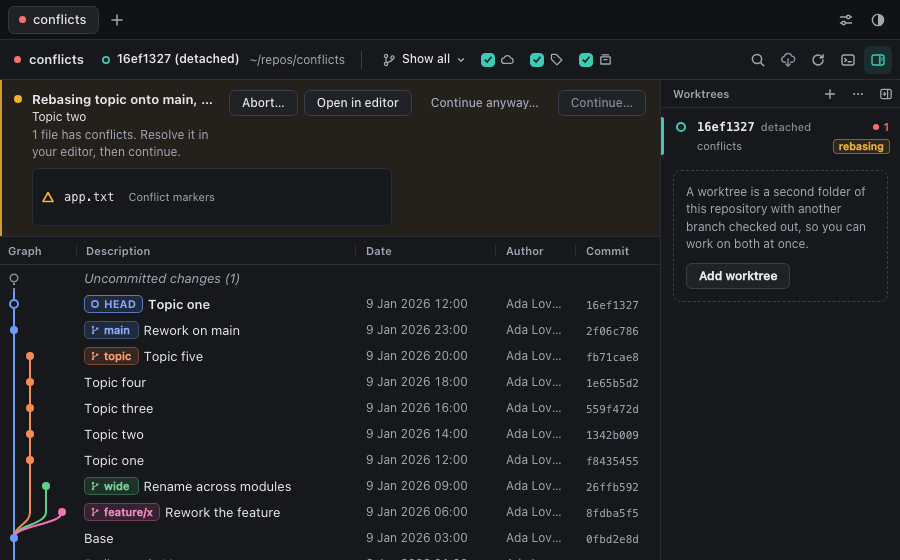 conflicts
conflicts
16ef1327 (detached)
~/repos/conflicts
Show all
Rebasing topic onto main, ...
Abort...
Open in editor
Continue anyway...
Continue...
Topic two
1 file has conflicts. Resolve it in
your editor, then continue.
app.txt Conflict markers
Worktrees
16ef1327 detached 1
conflicts rebasing
A worktree is a second folder of
this repository with another
branch checked out, so you can
work on both at once.
Add worktree
Graph Description Date Author Commit
Uncommitted changes (1)
HEAD Topic one 9 Jan 2026 12:00 Ada Lov... 16ef1327
main Rework on main 9 Jan 2026 23:00 Ada Lov... 2f06c786
topic Topic five 9 Jan 2026 20:00 Ada Lov... fb71cae8
Topic four 9 Jan 2026 18:00 Ada Lov... 1e65b5d2
Topic three 9 Jan 2026 16:00 Ada Lov... 559f472d
Topic two 9 Jan 2026 14:00 Ada Lov... 1342b009
Topic one 9 Jan 2026 12:00 Ada Lov... f8435455
wide Rename across modules 9 Jan 2026 09:00 Ada Lov... 26ffb592
feature/x Rework the feature 9 Jan 2026 06:00 Ada Lov... 8fdba5f5
Base 9 Jan 2026 03:00 Ada Lov... 0fbd2e8d